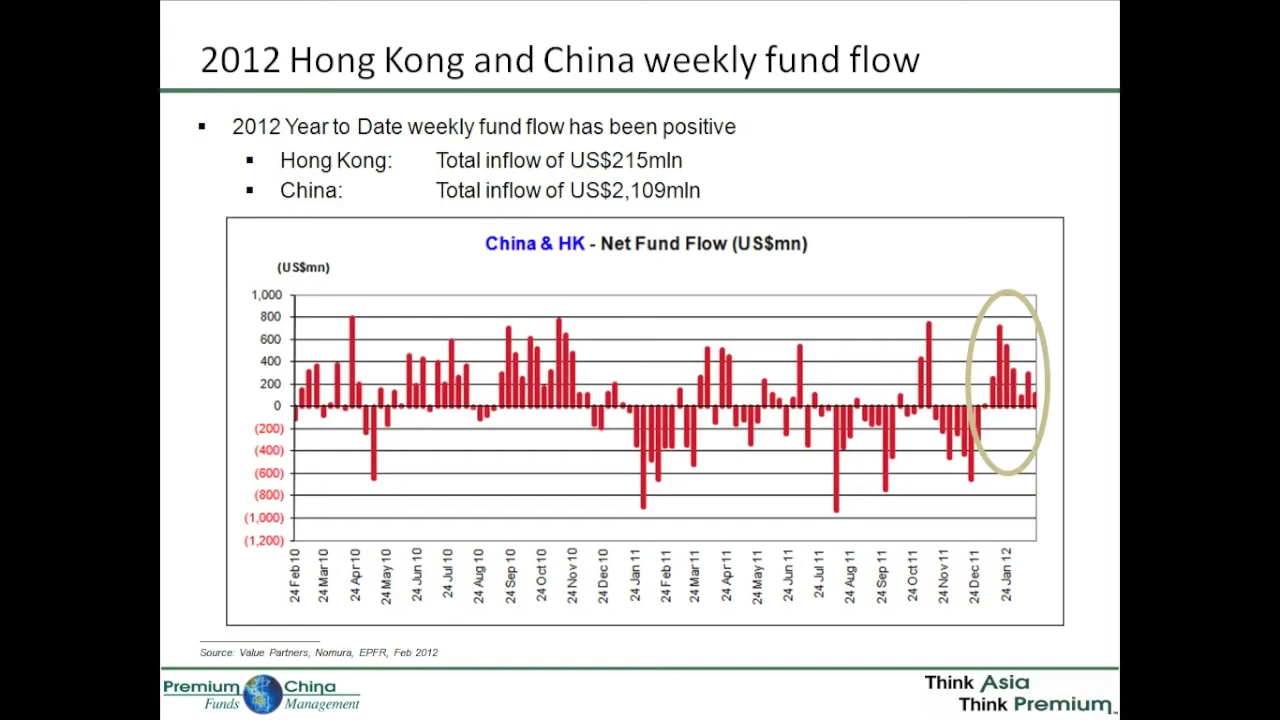 2012 Hong Kong and China weekly fund flow
2012 Year to Date weekly fund flow has been positive
Hong Kong: Total inflow of US$215mln
China: Total inflow of US$2,109mln
China & HK - Net Fund Flow (US$mn)
(US$mn)
1,000
800
600
400
200
0
(200)
(400)
(600)
(800)
(1,000)
(1,200)
24 Feb 10
24 Mar 10
24 Apr 10
24 May 10
24 Jun 10
24 Jul 10
24 Aug 10
24 Sep 10
24 Oct 10
24 Nov 10
24 Dec 10
24 Jan 11
24 Feb 11
24 Mar 11
24 Apr 11
24 May 11
24 Jun 11
24 Jul 11
24 Aug 11
24 Sep 11
24 Oct 11
24 Nov 11
24 Dec 11
24 Jan 12
Source: Value Partners, Nomura, EPFR, Feb 2012
Premium China
Funds Management
Think Asia
Think Premium™